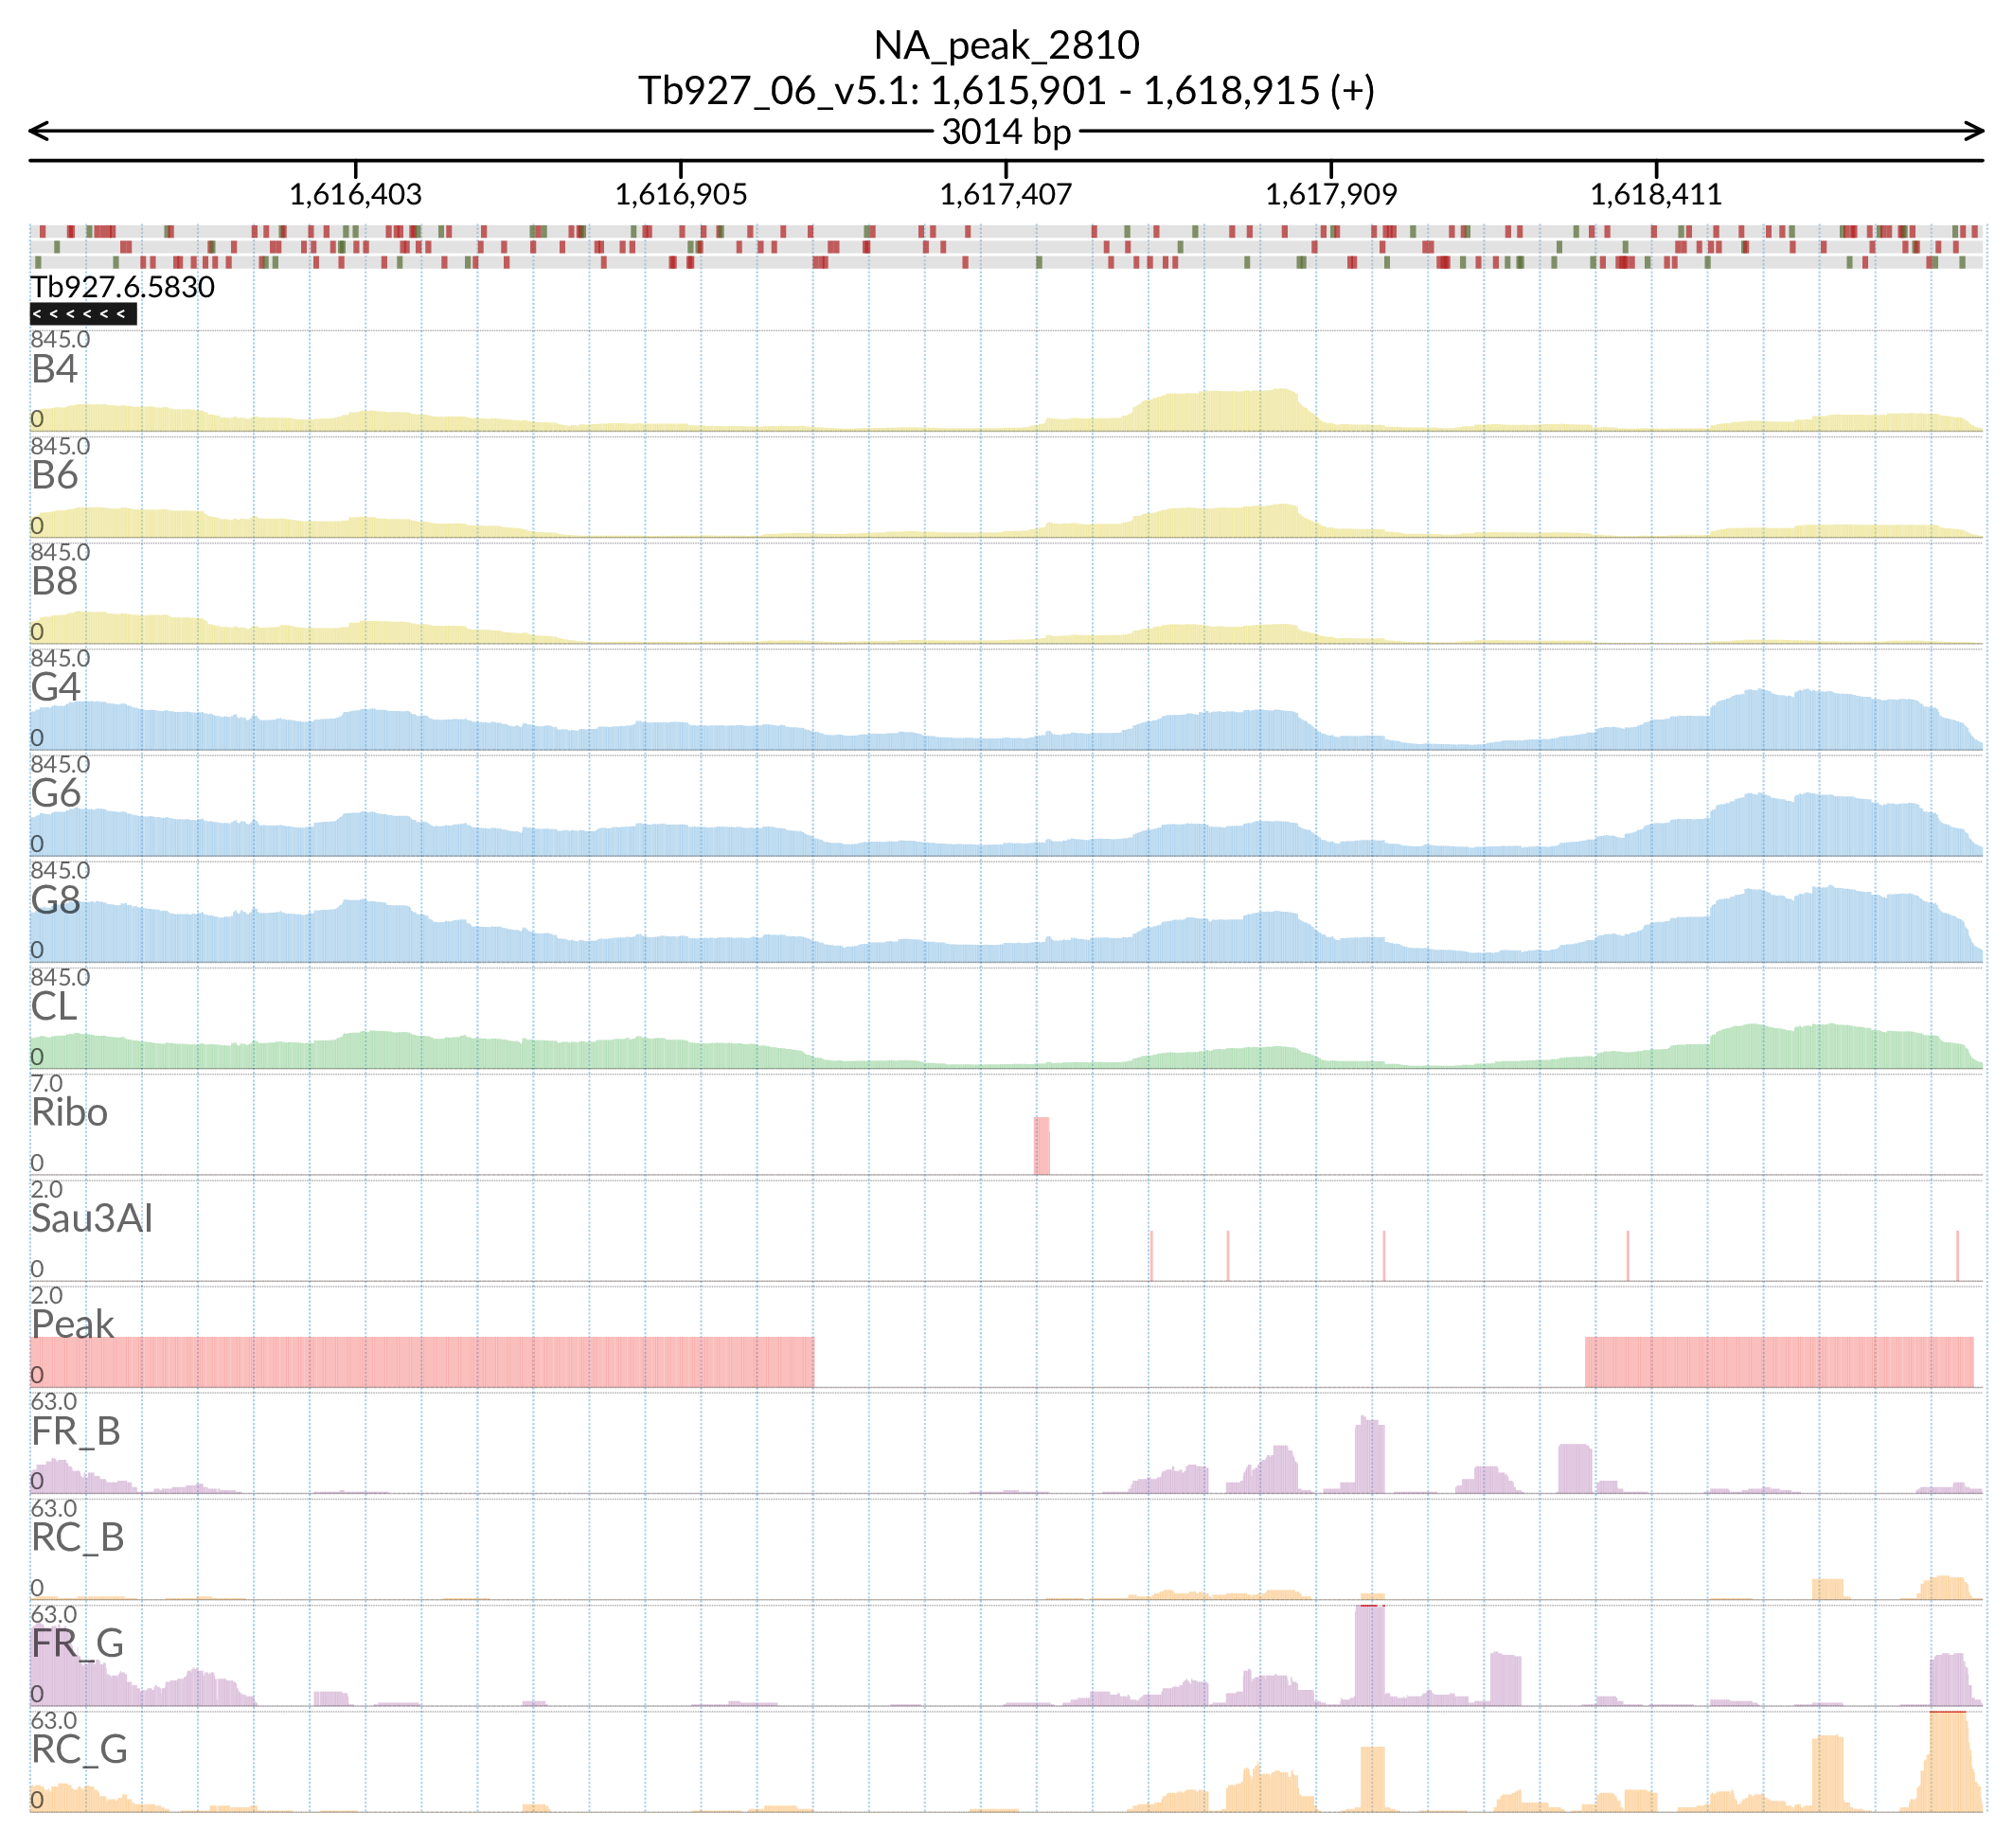 NA_peak_2810
Tb927_06_v5.1: 1,615,901 - 1,618,915 (+)
3014 bp
1,616,403 1,616,905 1,617,407 1,617,909 1,618,411
Tb927.6.5830
< < < < < <
845.0
B4
0
845.0
B6
0
845.0
B8
0
845.0
G4
0
845.0
G6
0
845.0
G8
0
845.0
CL
0
7.0
Ribo
0
2.0
Sau3AI
0
2.0
Peak
0
63.0
FR_B
0
63.0
RC_B
0
63.0
FR_G
0
63.0
RC_G
0